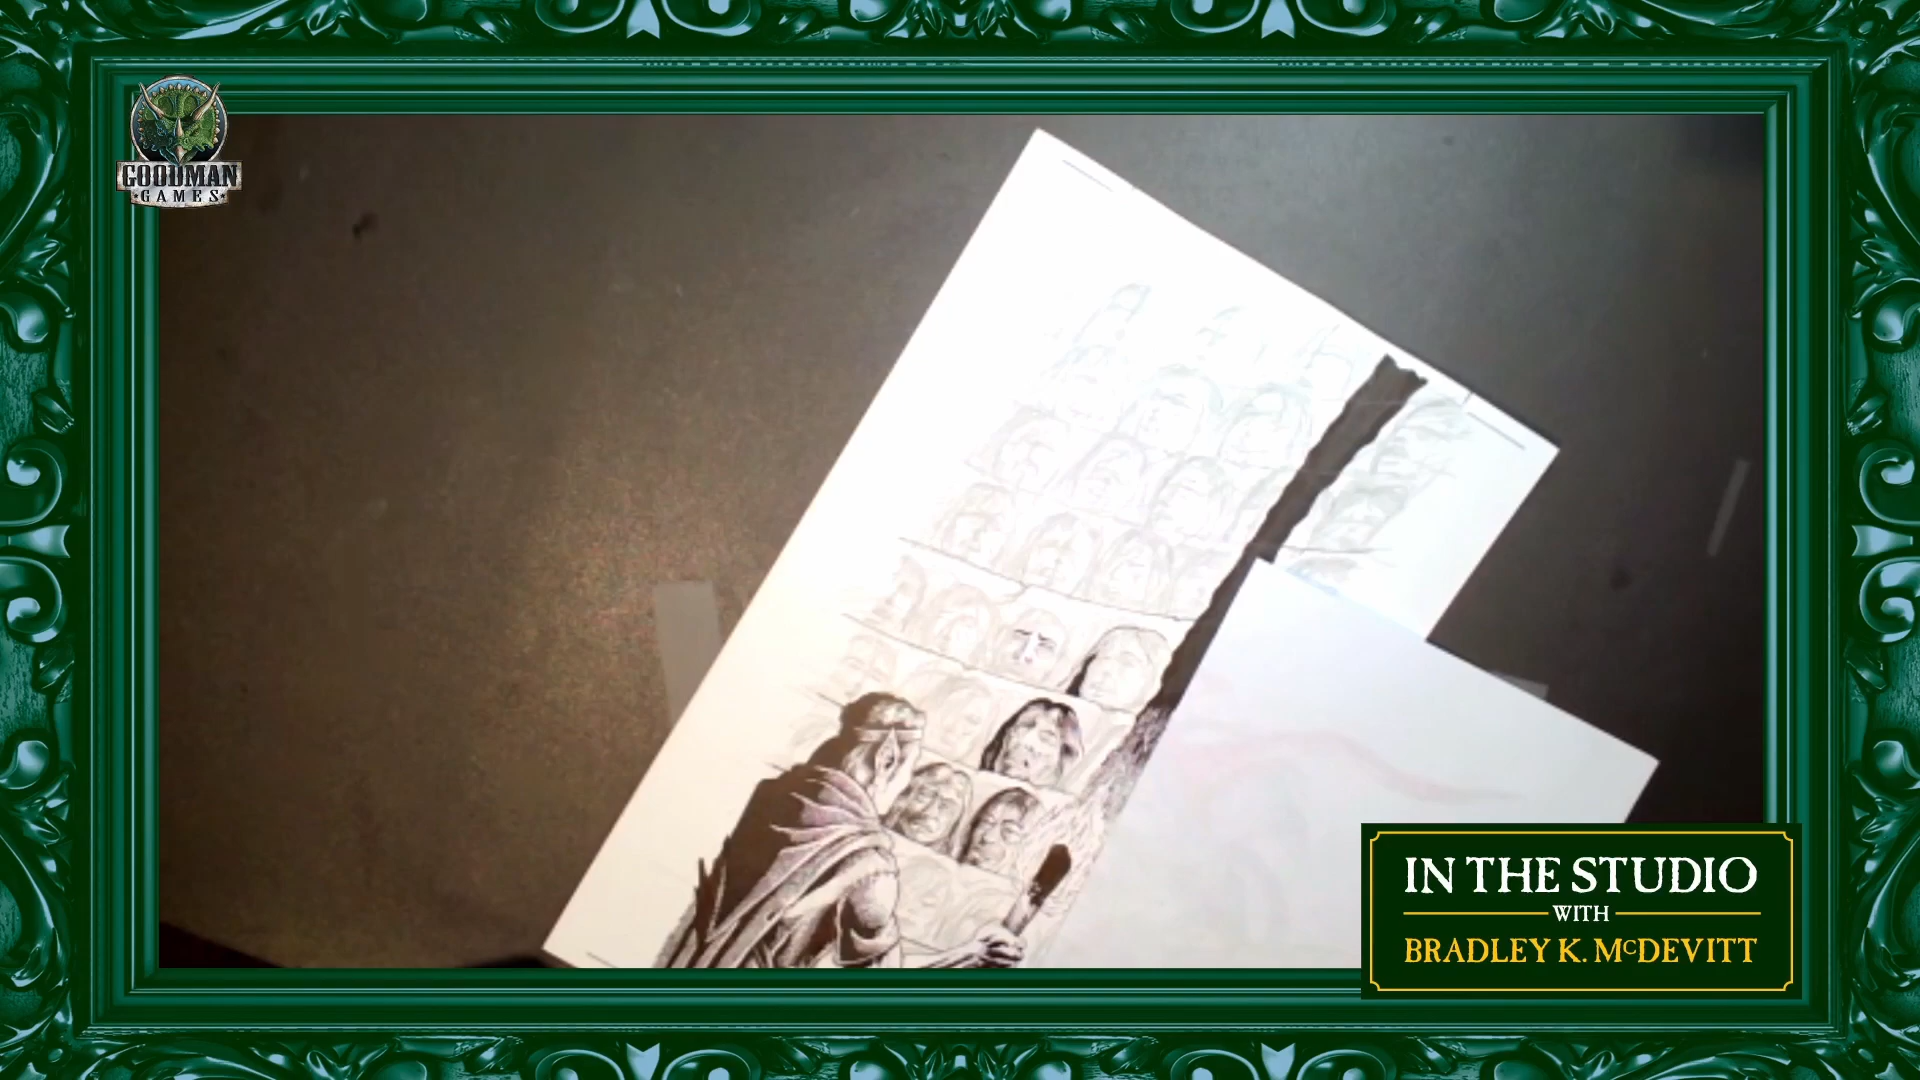 GOODMAN
GAMES
IN THE STUDIO
WITH
BRADLEY K. McDEVITT